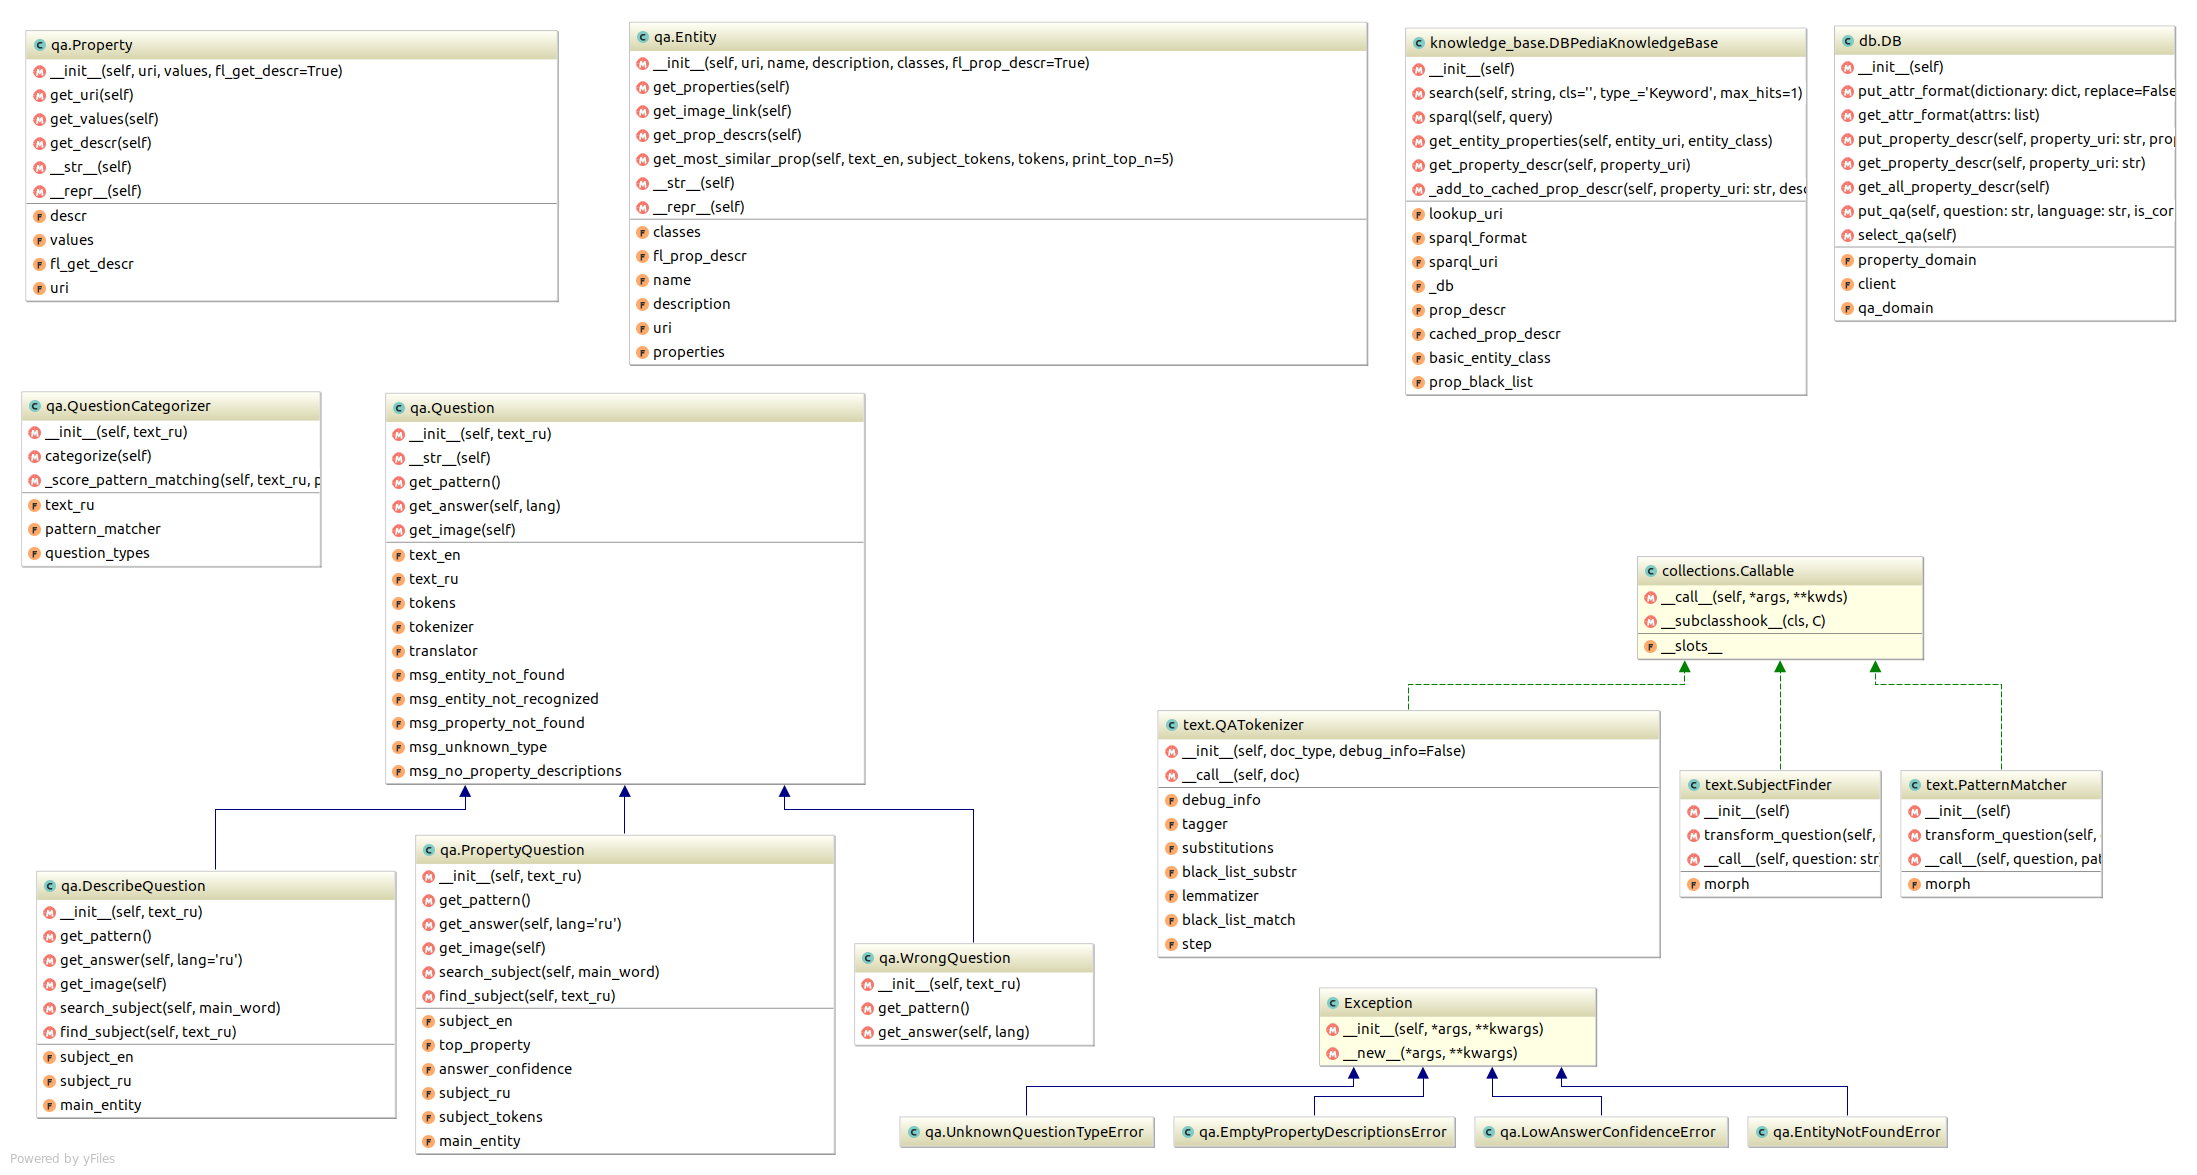 qa.Property
__init__(self, uri, values, fl_get_descr=True)
get_uri(self)
get_values(self)
get_descr(self)
__str__(self)
__repr__(self)
descr
values
fl_get_descr
uri
qa.Entity
__init__(self, uri, name, description, classes, fl_prop_descr=True)
get_properties(self)
get_image_link(self)
get_prop_descrs(self)
get_most_similar_prop(self, text_en, subject_tokens, tokens, print_top_n=5)
__str__(self)
__repr__(self)
classes
fl_prop_descr
name
description
uri
properties
knowledge_base.DBPediaKnowledgeBase
__init__(self)
search(self, string, cls='', type_='Keyword', max_hits=1)
sparql(self, query)
get_entity_properties(self, entity_uri, entity_class)
get_property_descr(self, property_uri)
_add_to_cached_prop_descr(self, property_uri: str, desc
lookup_uri
sparql_format
sparql_uri
_db
prop_descr
cached_prop_descr
basic_entity_class
prop_black_list
db.DB
__init__(self)
put_attr_format(dictionary: dict, replace=False
get_attr_format(attrs: list)
put_property_descr(self, property_uri: str, pro
get_property_descr(self, property_uri: str)
get_all_property_descr(self)
put_qa(self, question: str, language: str, is_cor
select_qa(self)
property_domain
client
qa_domain
qa.QuestionCategorizer
__init__(self, text_ru)
categorize(self)
_score_pattern_matching(self, text_ru, p
text_ru
pattern_matcher
question_types
qa.Question
__init__(self, text_ru)
__str__(self)
get_pattern()
get_answer(self, lang)
get_image(self)
text_en
text_ru
tokens
tokenizer
translator
msg_entity_not_found
msg_entity_not_recognized
msg_property_not_found
msg_unknown_type
msg_no_property_descriptions
collections.Callable
__call__(self, *args, **kwds)
__subclasshook__(cls, C)
__slots__
text.QATokenizer
__init__(self, doc_type, debug_info=False)
__call__(self, doc)
debug_info
tagger
substitutions
black_list_substr
lemmatizer
black_list_match
step
text.SubjectFinder
__init__(self)
transform_question(self,
__call__(self, question: str
morph
text.PatternMatcher
__init__(self)
transform_question(self,
__call__(self, question, pat
morph
qa.DescribeQuestion
__init__(self, text_ru)
get_pattern()
get_answer(self, lang='ru')
get_image(self)
search_subject(self, main_word)
find_subject(self, text_ru)
subject_en
subject_ru
main_entity
qa.PropertyQuestion
__init__(self, text_ru)
get_pattern()
get_answer(self, lang='ru')
get_image(self)
search_subject(self, main_word)
find_subject(self, text_ru)
subject_en
top_property
answer_confidence
subject_ru
subject_tokens
main_entity
qa.WrongQuestion
__init__(self, text_ru)
get_pattern()
get_answer(self, lang)
Exception
__init__(self, *args, **kwargs)
__new__(*args, **kwargs)
qa.UnknownQuestionTypeError
qa.EmptyPropertyDescriptionsError
qa.LowAnswerConfidenceError
qa.EntityNotFoundError
Powered by yFiles